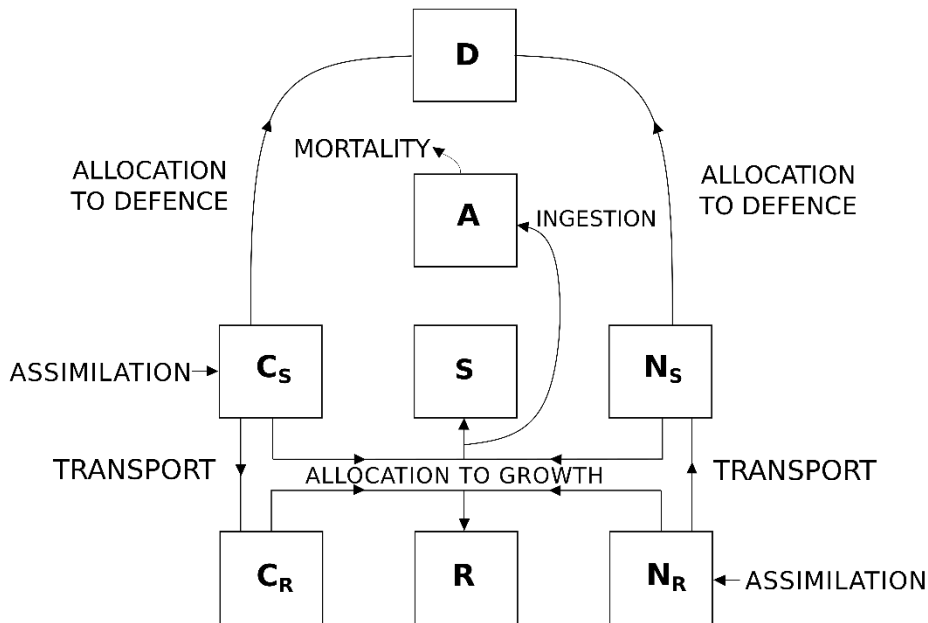 D
MORTALITY
ALLOCATION
TO DEFENCE
ALLOCATION
TO DEFENCE
A
INGESTION
ASSIMILATION
C_S
S
N_S
TRANSPORT
ALLOCATION TO GROWTH
TRANSPORT
C_R
R
N_R
ASSIMILATION